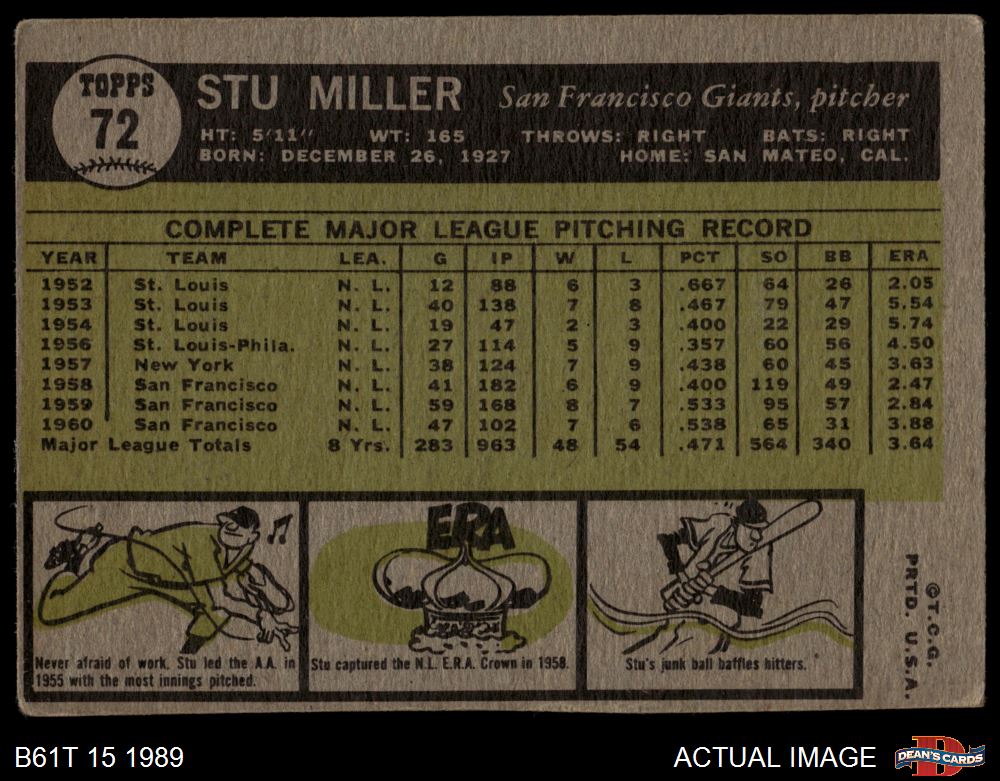 TOPPS
72
STU MILLER San Francisco Giants, pitcher
HT: 5'11" WT: 165 THROWS: RIGHT BATS: RIGHT
BORN: DECEMBER 26, 1927 HOME: SAN MATEO, CAL.
COMPLETE MAJOR LEAGUE PITCHING RECORD
YEAR TEAM LEA. G IP W L PCT SO BB ERA
1952 St. Louis N. L. 12 88 6 3 .667 64 26 2.05
1953 St. Louis N. L. 40 138 7 8 .467 79 47 5.54
1954 St. Louis N. L. 19 47 2 3 .400 22 29 5.74
1956 St. Louis-Phila. N. L. 27 114 5 9 .357 60 56 4.50
1957 New York N. L. 38 124 7 9 .438 60 45 3.63
1958 San Francisco N. L. 41 182 6 9 .400 119 49 2.47
1959 San Francisco N. L. 59 168 8 7 .533 95 57 2.84
1960 San Francisco N. L. 47 102 7 6 .538 65 31 3.88
Major League Totals 8 Yrs. 283 963 48 54 .471 564 340 3.64
ERA
Never afraid of work, Stu led the A.A. in
1955 with the most innings pitched.
Stu captured the N.L. E.R.A. Crown in 1958.
Stu's junk ball baffles hitters.
©T.C.G.
PRTD. U.S.A.
B61T 15 1989
ACTUAL IMAGE
D
DEAN'S CARDS